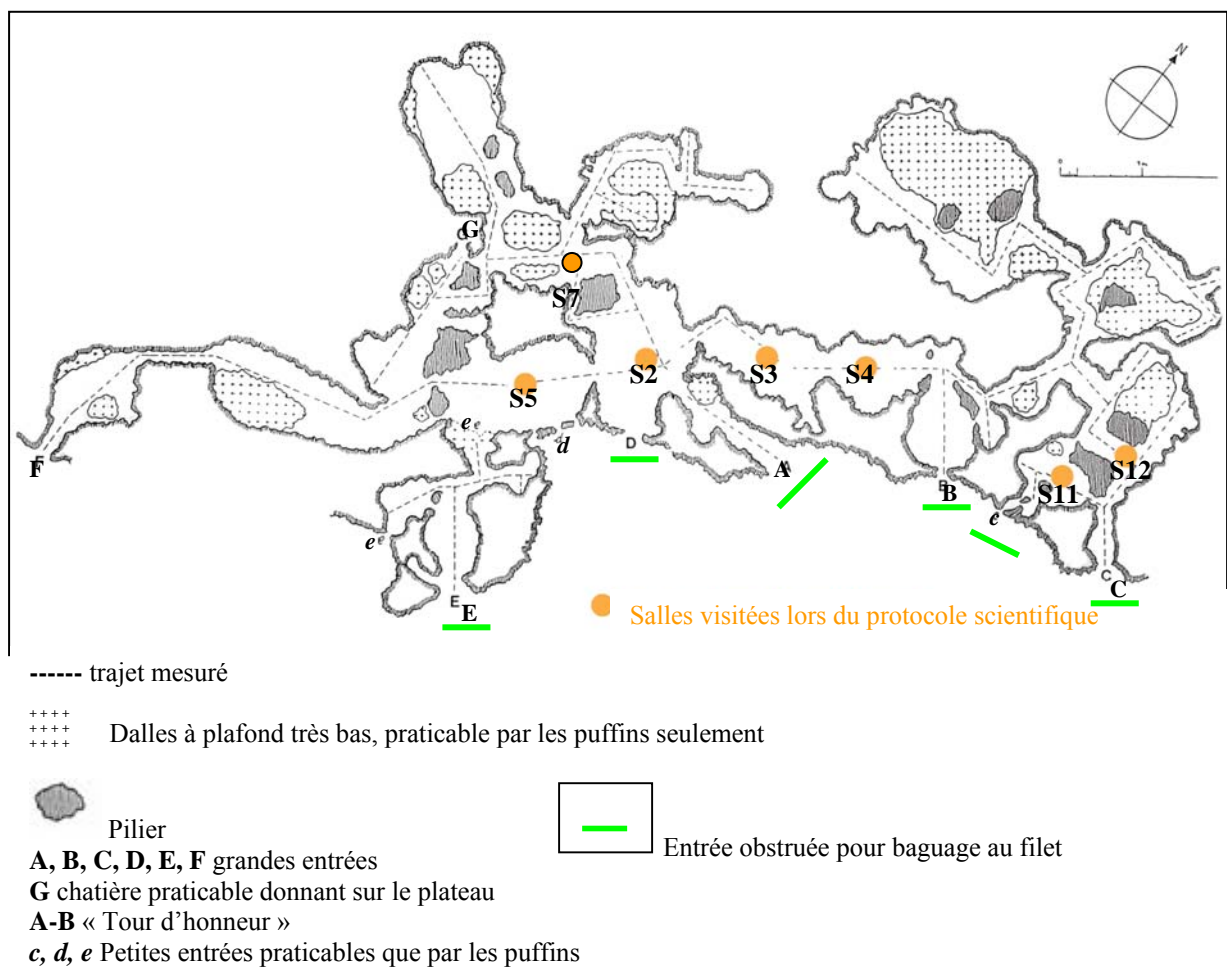 N
1m
G
S7
S2
S3
S4
S5
e e
d
D
A
F
B
S12
S11
c
C
C
e e
E
E
Salles visitées lors du protocole scientifique
------ trajet mesuré
++++
++++
++++
Dalles à plafond très bas, praticable par les puffins seulement
Pilier
A, B, C, D, E, F grandes entrées
Entrée obstruée pour baguage au filet
G chatière praticable donnant sur le plateau
A-B « Tour d’honneur »
c, d, e Petites entrées praticables que par les puffins